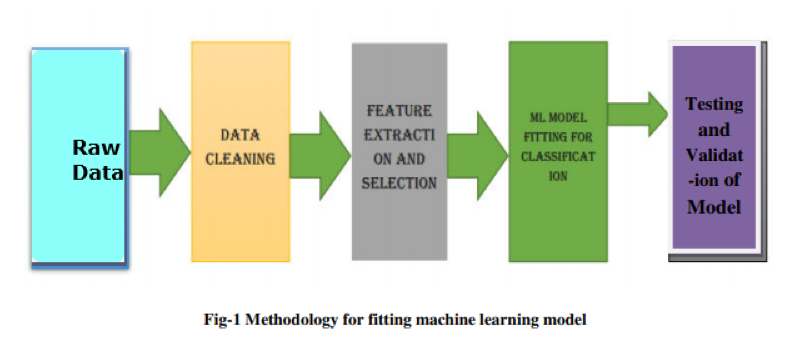 Raw
Data
DATA
CLEANING
FEATURE
EXTRACTI
ON AND
SELECTION
ML MODEL
FITTING FOR
CLASSIFICAT
ION
Testing
and
Validat
-ion of
Model
Fig-1 Methodology for fitting machine learning model